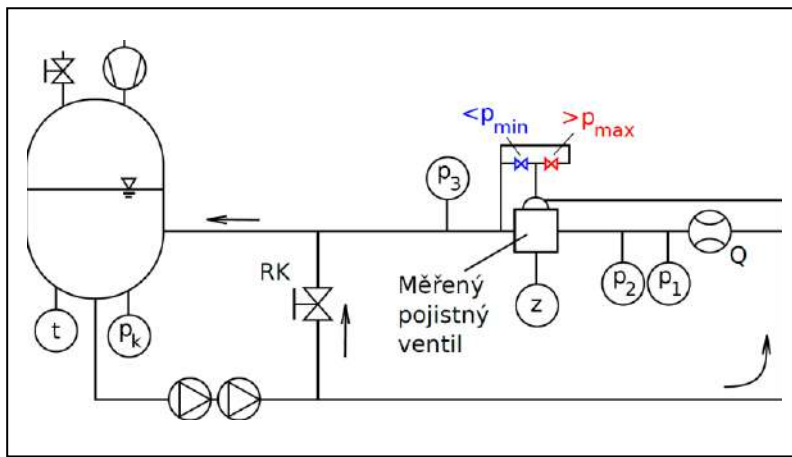 <p_min >p_max
p_3
RK
Měřený
pojistný
ventil
z
p_2 p_1 Q
t p_k